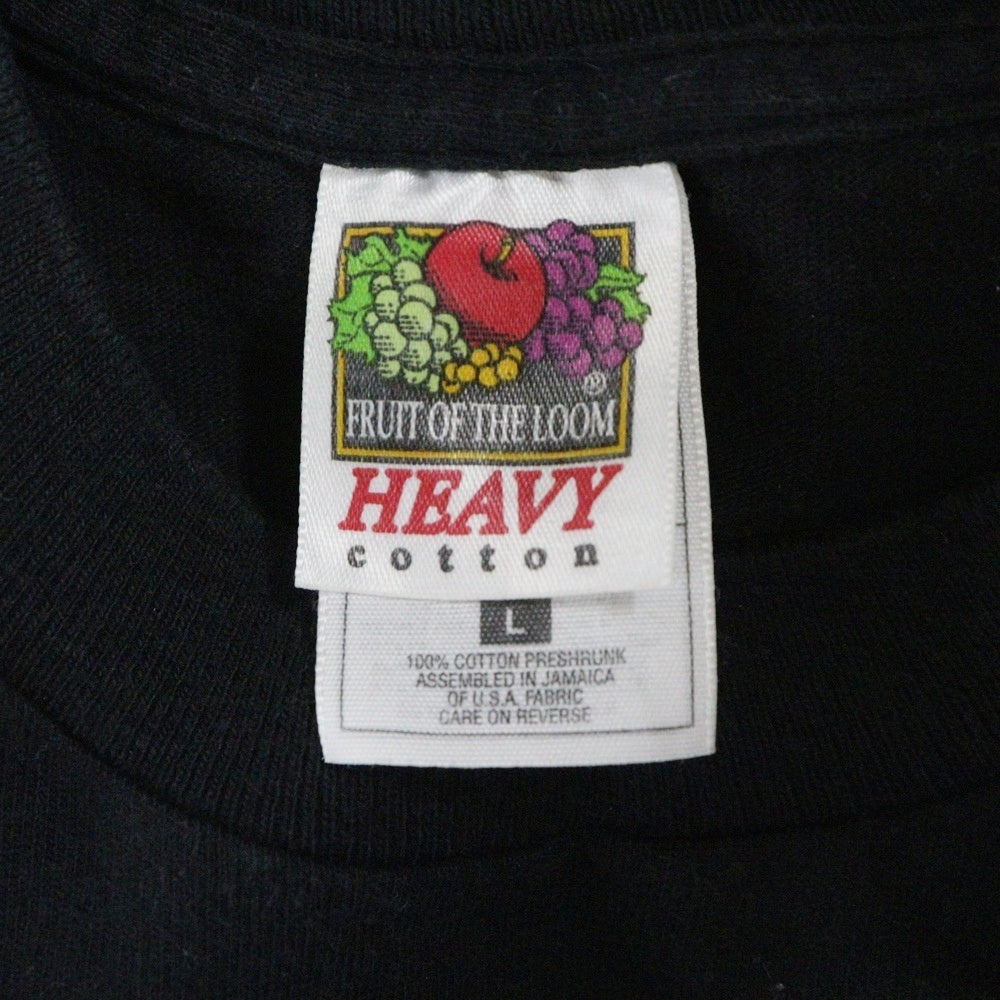 ®
FRUIT OF THE LOOM
HEAVY
cotton
L
100% COTTON PRESHRUNK
ASSEMBLED IN JAMAICA
OF U.S.A. FABRIC
CARE ON REVERSE